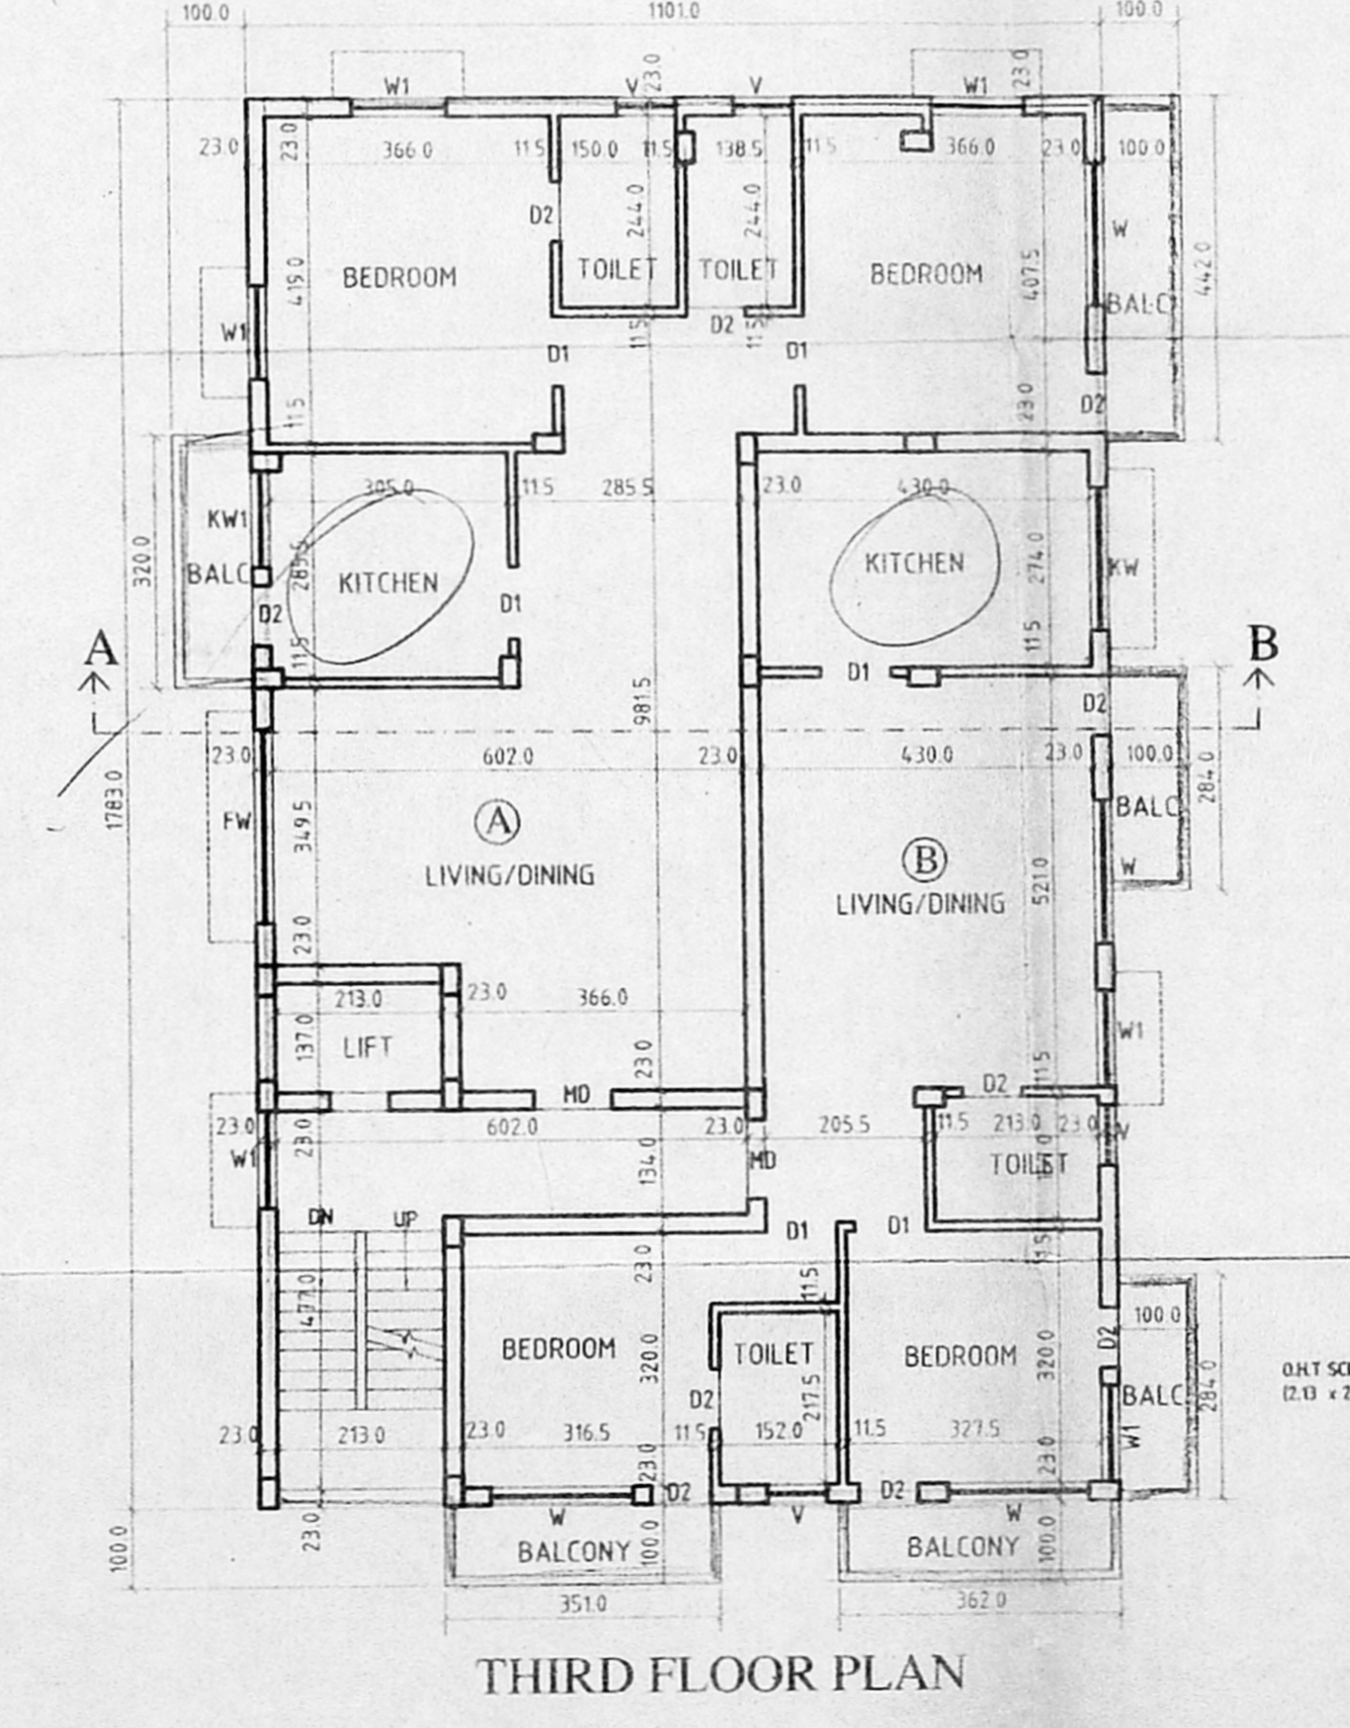 100.0 1101.0 100.0
W1 V 23.0 V W1 23.0
23.0 23.0 366.0 11.5 150.0 11.5 138.5 11.5 366.0 23.0 100.0
D2 244.0 244.0 W
BEDROOM TOILET TOILET BEDROOM
419.0 407.5 442.0
BALC
W1 11.5 D2 11.5
D1 D1
11.5 23.0 D2
305.0 11.5 285.5 23.0 430.0
KW1
320.0 BALC 285.5 KITCHEN KITCHEN 274.0 KW
D2 D1
11.5 11.5
A B
D1 D2
981.5
23.0 602.0 23.0 430.0 23.0 100.0
1783.0 284.0
FW 349.5 A BALC
B
LIVING/DINING W
LIVING/DINING 521.0
23.0
213.0 23.0 366.0
137.0 LIFT 23.0 W1
MD D2 11.5
23.0 23.0 602.0 23.0 205.5 11.5 213.0 23.0 V
W1 134.0 MD TOILET
DN UP D1 D1
23.0 11.5 11.5
477.0 100.0
BEDROOM 320.0 TOILET BEDROOM 320.0 D2
D2 217.5 BALC 284.0
23.0 213.0 23.0 316.5 11.5 152.0 11.5 327.5 W1
23.0 D2 D2 23.0
W V W
100.0 23.0 BALCONY 100.0 BALCONY 100.0
351.0 362.0
O.H.T
(2.13 x
THIRD FLOOR PLAN